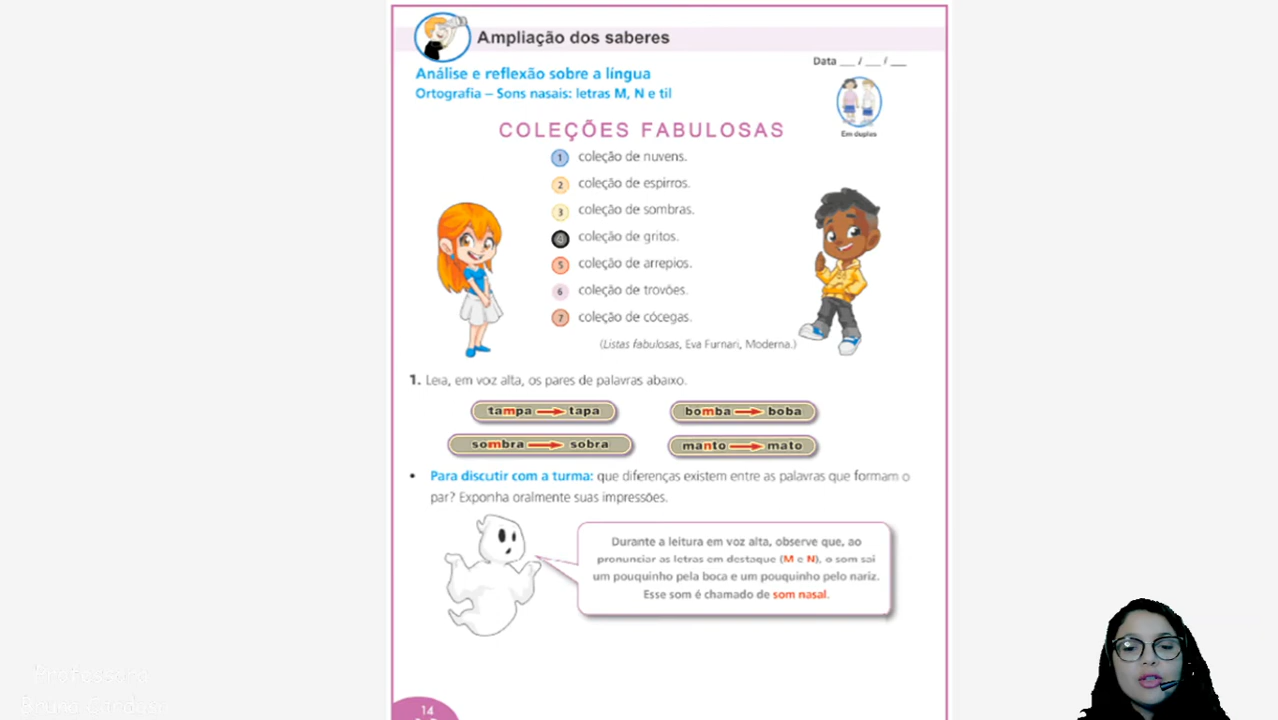 Ampliação dos saberes
Data ___ / ___ / ___
Análise e reflexão sobre a língua
Ortografia – Sons nasais: letras M, N e til
Em duplas
COLEÇÕES FABULOSAS
1 coleção de nuvens.
2 coleção de espirros.
3 coleção de sombras.
4 coleção de gritos.
5 coleção de arrepios.
6 coleção de trovões.
7 coleção de cócegas.
(Listas fabulosas, Eva Furnari, Moderna.)
1. Leia, em voz alta, os pares de palavras abaixo.
tampa → tapa
bomba → boba
sombra → sobra
manto → mato
• Para discutir com a turma: que diferenças existem entre as palavras que formam o
par? Exponha oralmente suas impressões.
Durante a leitura em voz alta, observe que, ao
pronunciar as letras em destaque (M e N), o som sai
um pouquinho pela boca e um pouquinho pelo nariz.
Esse som é chamado de som nasal.
14
Professora
Bruna